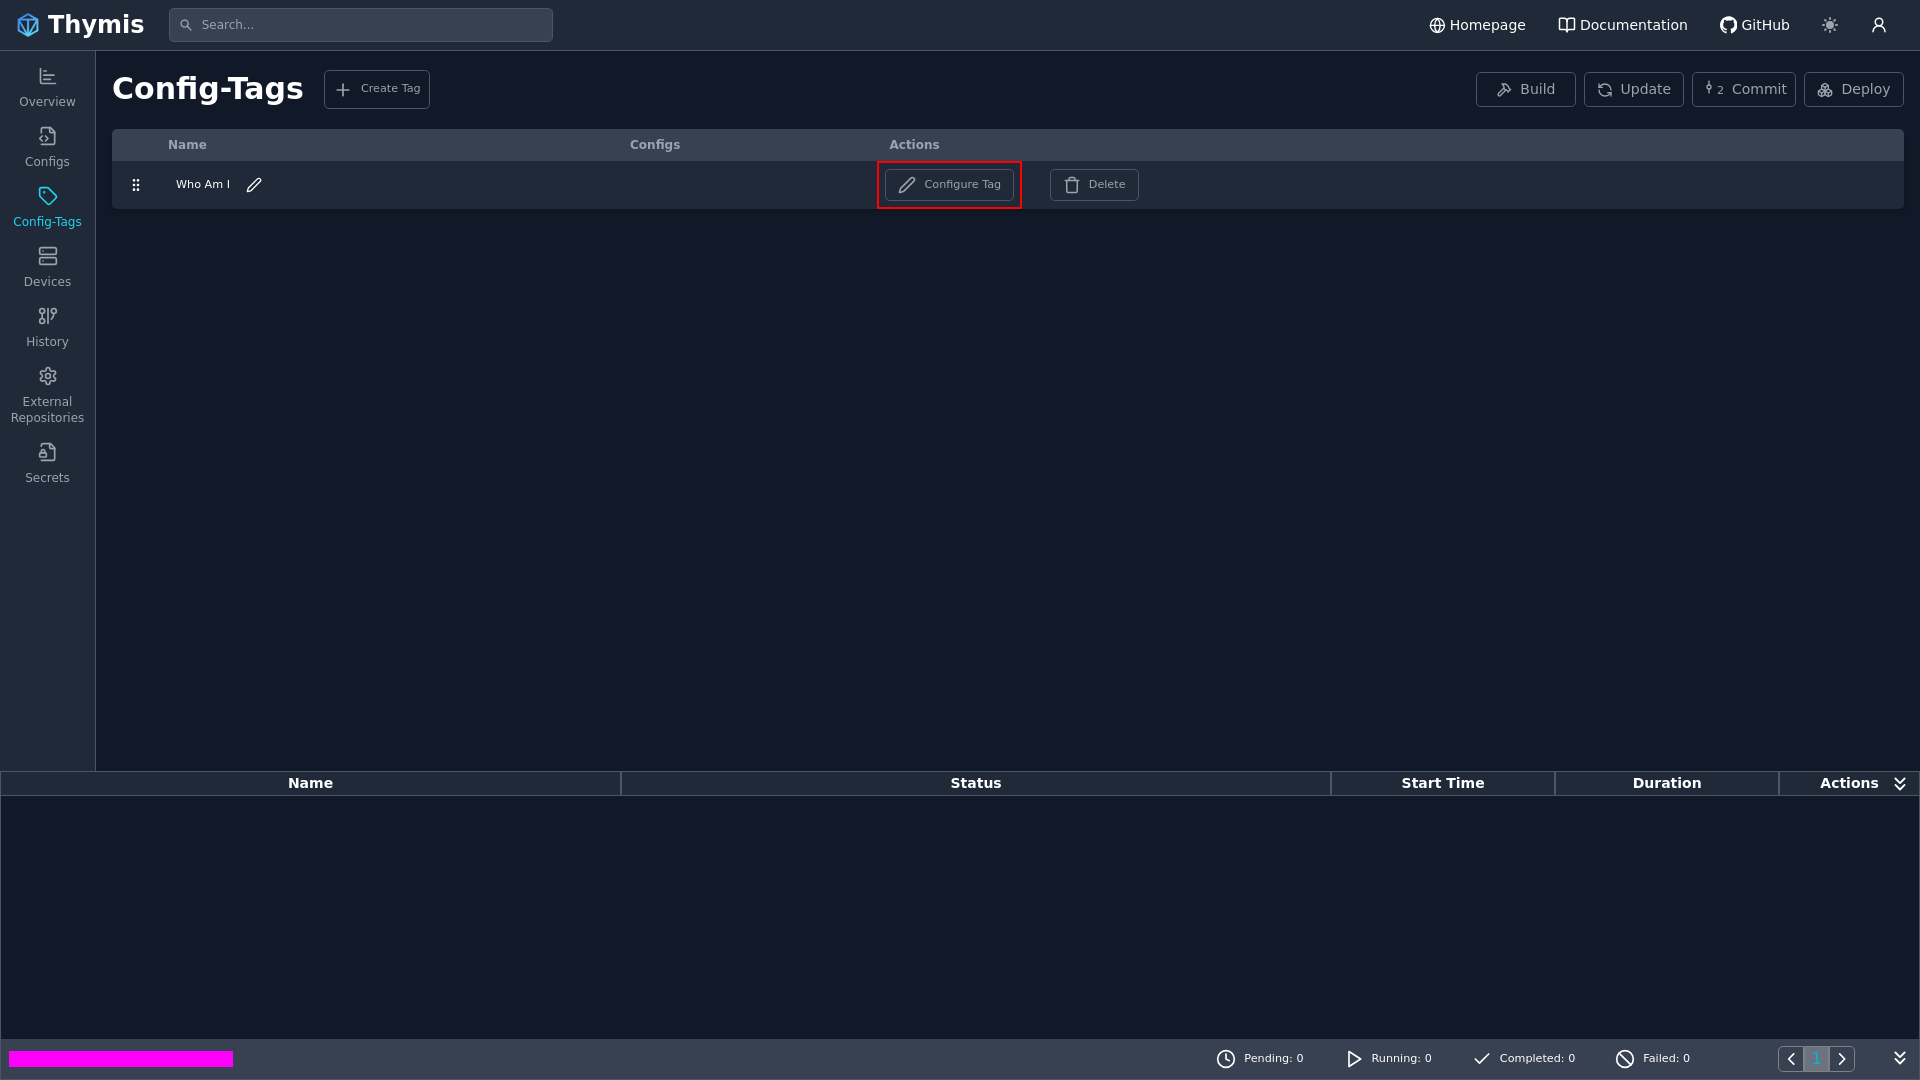 Thymis
Search...
Homepage
Documentation
GitHub
Overview
Configs
Config-Tags
Devices
History
External
Repositories
Secrets
Config-Tags
Create Tag
Build
Update
2 Commit
Deploy
Name Configs Actions
Who Am I
Configure Tag
Delete
Name Status Start Time Duration Actions
Pending: 0
Running: 0
Completed: 0
Failed: 0
1